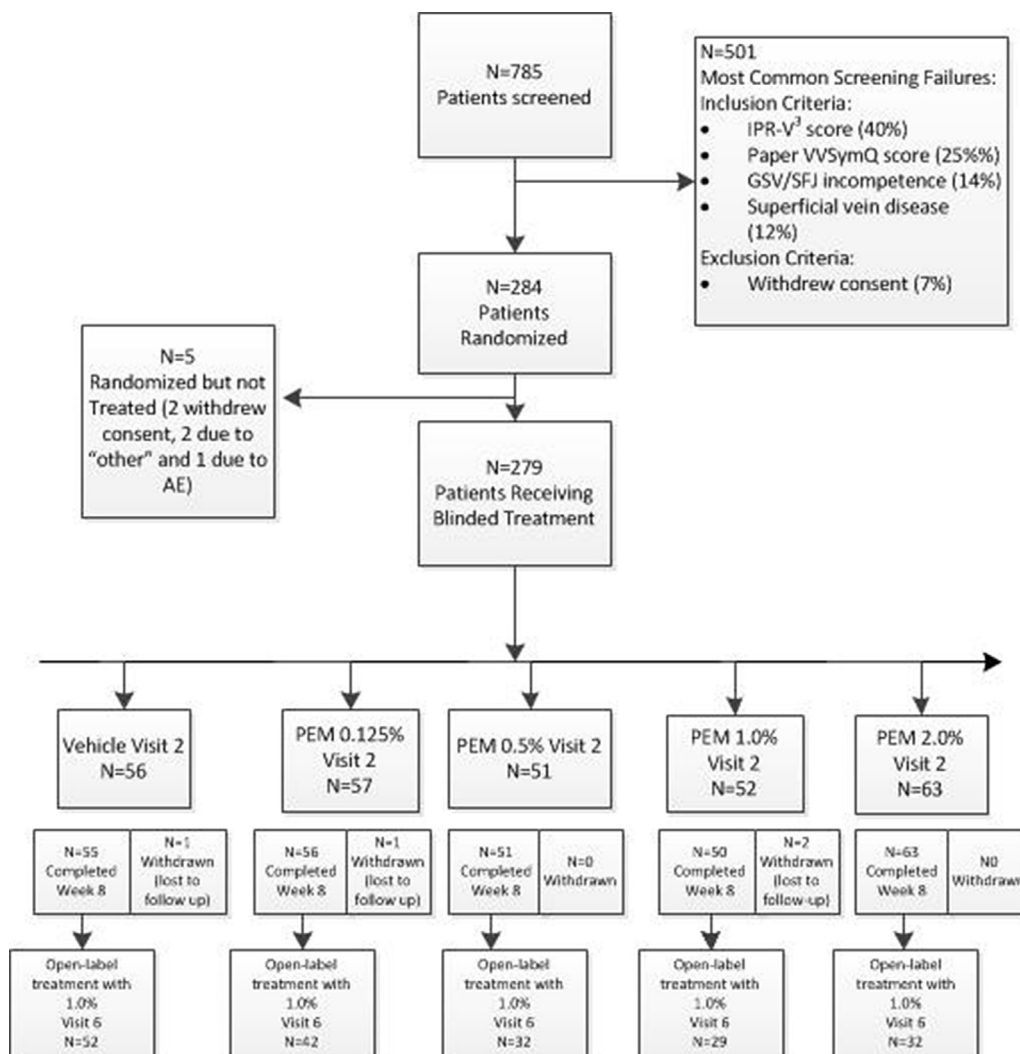 N=785
Patients screened
N=501
Most Common Screening Failures:
Inclusion Criteria:
• IPR-V³ score (40%)
• Paper VVSymQ score (25%%)
• GSV/SFJ incompetence (14%)
• Superficial vein disease
(12%)
Exclusion Criteria:
• Withdrew consent (7%)
N=284
Patients
Randomized
N=5
Randomized but not
Treated (2 withdrew
consent, 2 due to
“other” and 1 due to
AE)
N=279
Patients Receiving
Blinded Treatment
Vehicle Visit 2
N=56
PEM 0.125%
Visit 2
N=57
PEM 0.5% Visit 2
N=51
PEM 1.0%
Visit 2
N=52
PEM 2.0%
Visit 2
N=63
N=55
Completed
Week 8
N=1
Withdrawn
(lost to
follow up)
N=56
Completed
Week 8
N=1
Withdrawn
(lost to
follow up)
N=51
Completed
Week 8
N=0
Withdrawn
N=50
Completed
Week 8
N=2
Withdrawn
(lost to
follow-up)
N=63
Completed
Week 8
N0
Withdrawn
Open-label
treatment with
1.0%
Visit 6
N=52
Open-label
treatment with
1.0%
Visit 6
N=42
Open-label
treatment with
1.0%
Visit 6
N=32
Open-label
treatment with
1.0%
Visit 6
N=29
Open-label
treatment with
1.0%
Visit 6
N=32